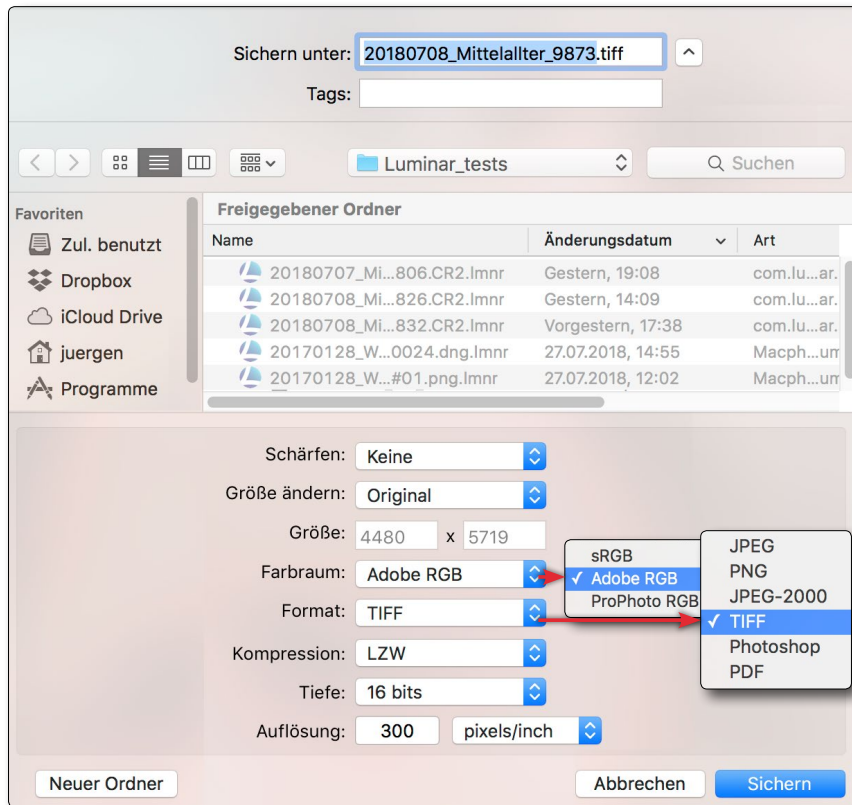 Sichern unter: 20180708_Mittelallter_9873.tiff
Tags:
Luminar_tests
Suchen
Favoriten
Zul. benutzt
Dropbox
iCloud Drive
juergen
Programme
Freigegebener Ordner
Name Änderungsdatum Art
20180707_Mi...806.CR2.lmnr Gestern, 19:08 com.lu...ar.
20180708_Mi...826.CR2.lmnr Gestern, 14:09 com.lu...ar.
20180708_Mi...832.CR2.lmnr Vorgestern, 17:38 com.lu...ar.
20170128_W...0024.dng.lmnr 27.07.2018, 14:55 Macph...um
20170128_W...#01.png.lmnr 27.07.2018, 12:02 Macph...um
Schärfen: Keine
Größe ändern: Original
Größe: 4480 x 5719
Farbraum: Adobe RGB
Format: TIFF
Kompression: LZW
Tiefe: 16 bits
Auflösung: 300 pixels/inch
sRGB
✓ Adobe RGB
ProPhoto RGB
JPEG
PNG
JPEG-2000
✓ TIFF
Photoshop
PDF
Neuer Ordner Abbrechen Sichern